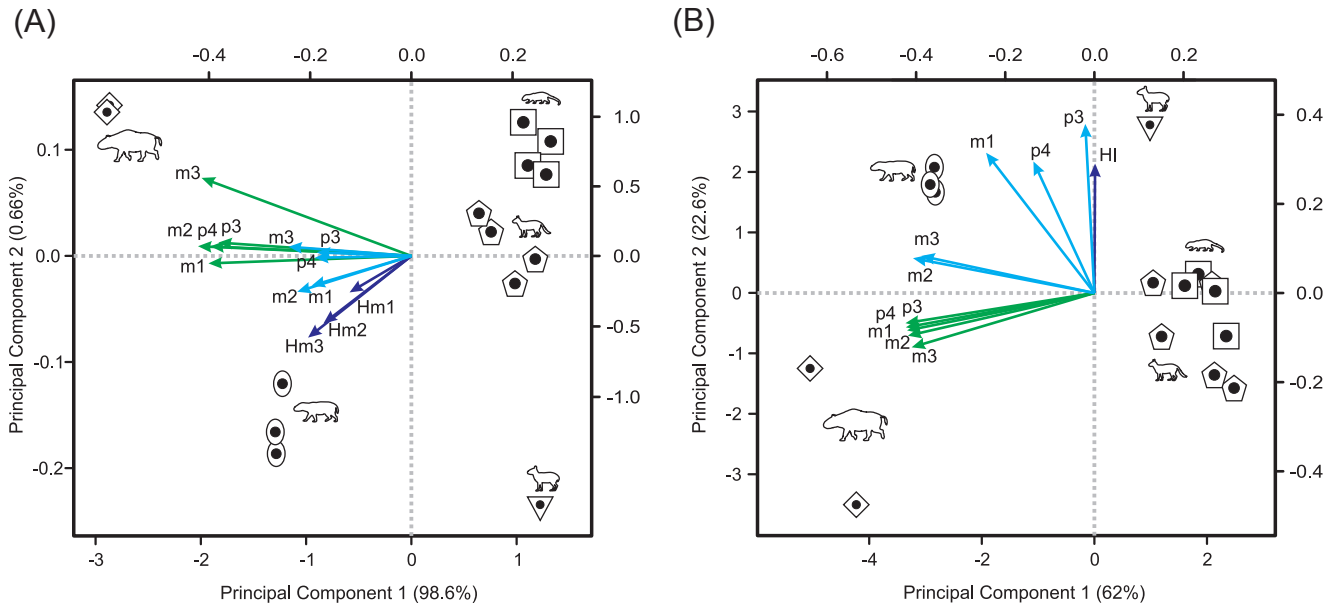 (A)
-0.4 -0.2 0.0 0.2
Principal Component 2 (0.66%)
0.1
0.0
-0.1
-0.2
1.0
0.5
0.0
-0.5
-1.0
m3
m2 p4 p3
m1
m3 p3
p4
m2 m1
Hm1
Hm2
Hm3
-3 -2 -1 0 1
Principal Component 1 (98.6%)
(B)
-0.6 -0.4 -0.2 0.0 0.2
Principal Component 2 (22.6%)
3
2
1
0
-1
-2
-3
0.4
0.2
0.0
-0.2
-0.4
p3
m1
p4
HI
m3
m2
p4 p3
m1
m2
m3
-4 -2 0 2
Principal Component 1 (62%)